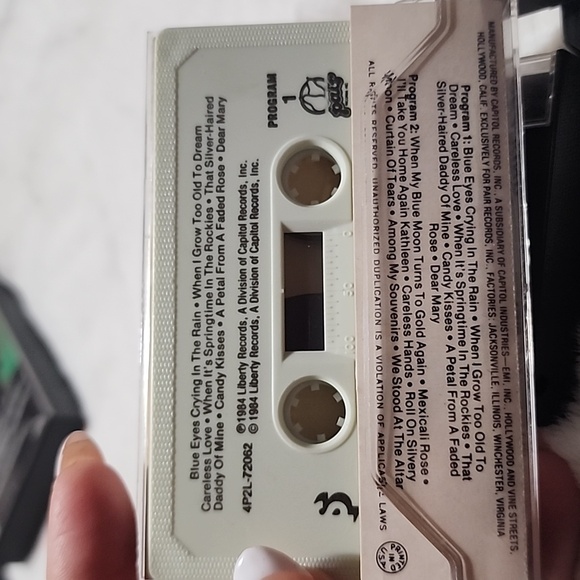 Blue Eyes Crying In The Rain • When I Grow Too Old To Dream
Careless Love • When It's Springtime In The Rockies • That Silver-Haired
Daddy Of Mine • Candy Kisses • A Petal From A Faded Rose • Dear Mary
4P2L-72062
℗1984 Liberty Records, A Division of Capitol Records, Inc.
© 1984 Liberty Records, A Division of Capitol Records, Inc.
PROGRAM
1
pair
MANUFACTURED BY CAPITOL RECORDS, INC., A SUBSIDIARY OF CAPITOL INDUSTRIES—EMI, INC., HOLLYWOOD AND VINE STREETS,
HOLLYWOOD, CALIF. EXCLUSIVELY FOR PAIR RECORDS, INC., FACTORIES: JACKSONVILLE, ILLINOIS, WINCHESTER, VIRGINIA
Program 1: Blue Eyes Crying In The Rain • When I Grow Too Old To
Dream • Careless Love • When It's Springtime In The Rockies • That
Silver-Haired Daddy Of Mine • Candy Kisses • A Petal From A Faded
Rose • Dear Mary
Program 2: When My Blue Moon Turns To Gold Again • Mexicali Rose •
I'll Take You Home Again Kathleen • Careless Hands • Roll On Silvery
Moon • Curtain Of Tears • Among My Souvenirs • We Stood At The Altar
ALL RIGHTS RESERVED. UNAUTHORIZED DUPLICATION IS A VIOLATION OF APPLICABLE LAWS
PRINTED IN U.S.A.